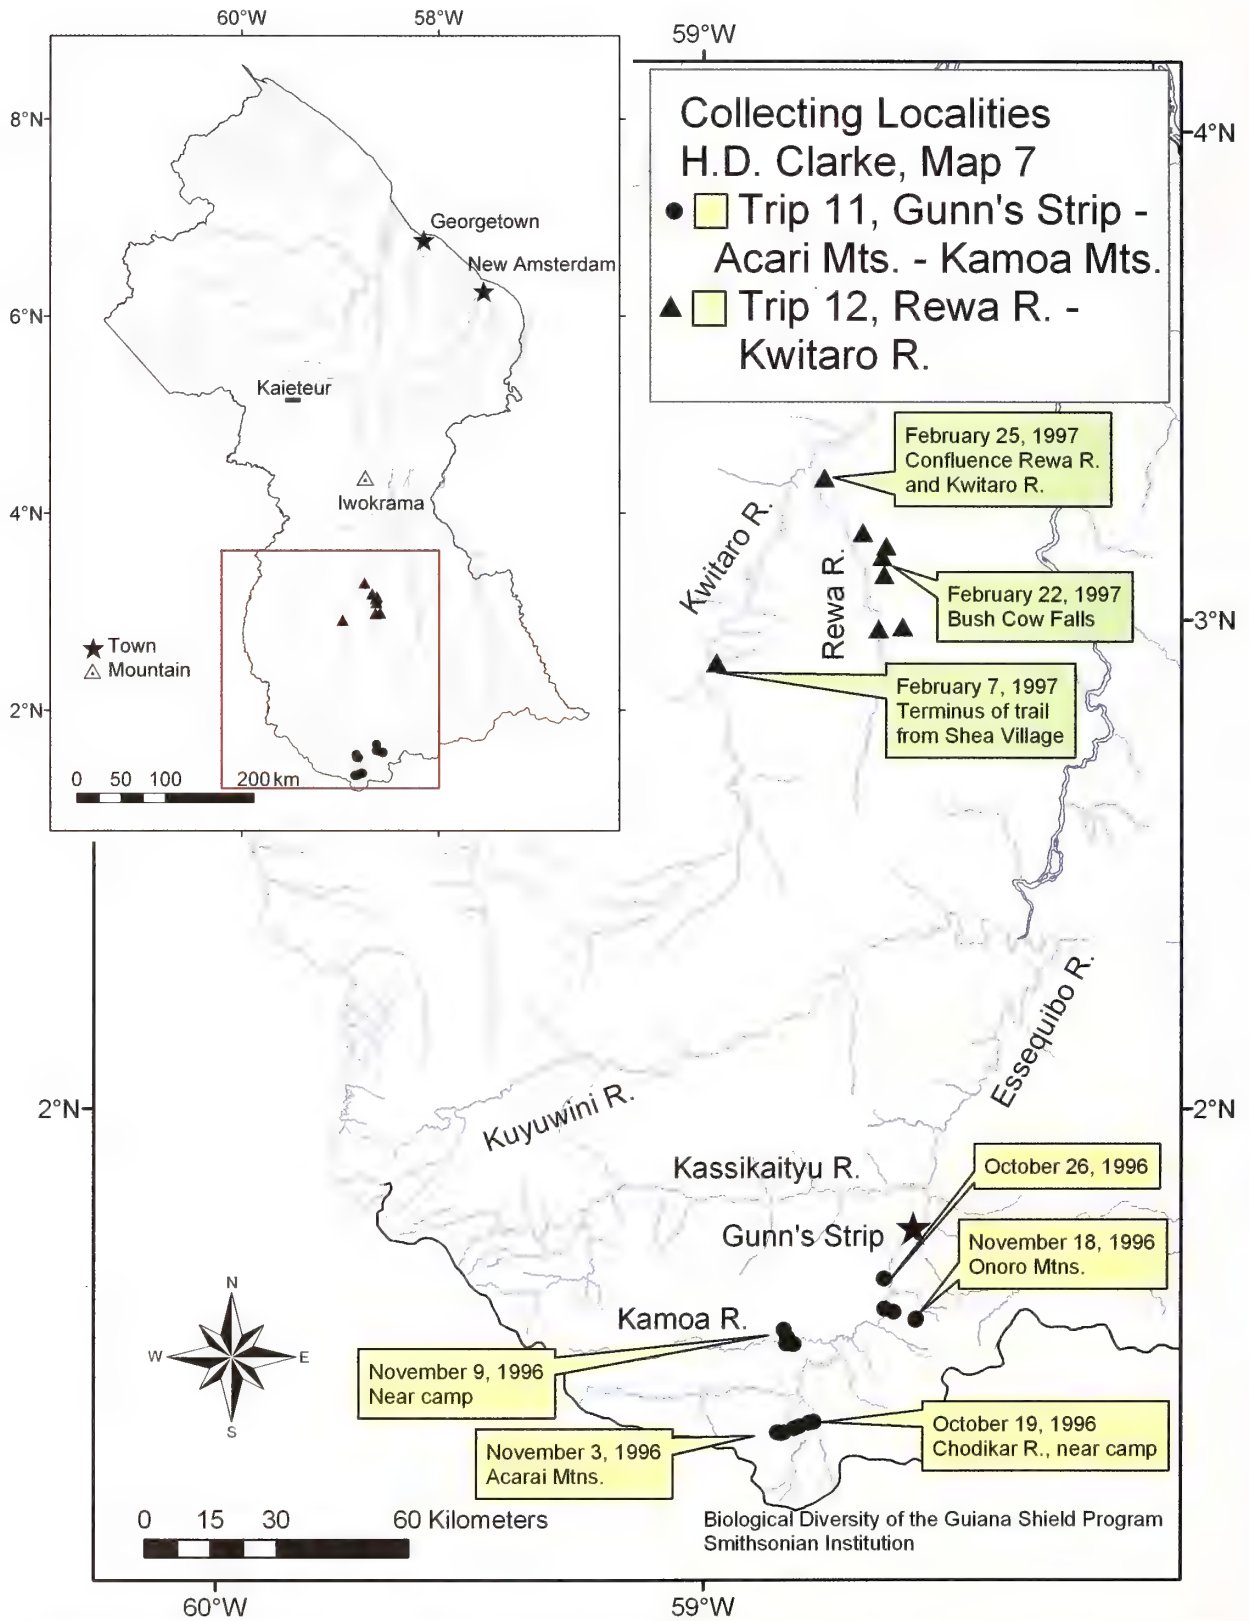 60°W
58°W
59°W
8°N
6°N
4°N
2°N
Georgetown
New Amsterdam
Kaieteur
Iwokrama
Town
Mountain
0 50 100 200 km
Collecting Localities
H.D. Clarke, Map 7
Trip 11, Gunn's Strip -
Acari Mts. - Kamoa Mts.
Trip 12, Rewa R. -
Kwitaro R.
4°N
February 25, 1997
Confluence Rewa R.
and Kwitaro R.
Kwitaro R.
Rewa R.
February 22, 1997
Bush Cow Falls
3°N
February 7, 1997
Terminus of trail
from Shea Village
Essequibo R.
2°N
2°N
Kuyuwini R.
Kassikaityu R.
October 26, 1996
Gunn's Strip
November 18, 1996
Onoro Mtns.
Kamoa R.
N
W
E
S
November 9, 1996
Near camp
October 19, 1996
Chodikar R., near camp
November 3, 1996
Acarai Mtns.
0 15 30 60 Kilometers
Biological Diversity of the Guiana Shield Program
Smithsonian Institution
60°W
59°W